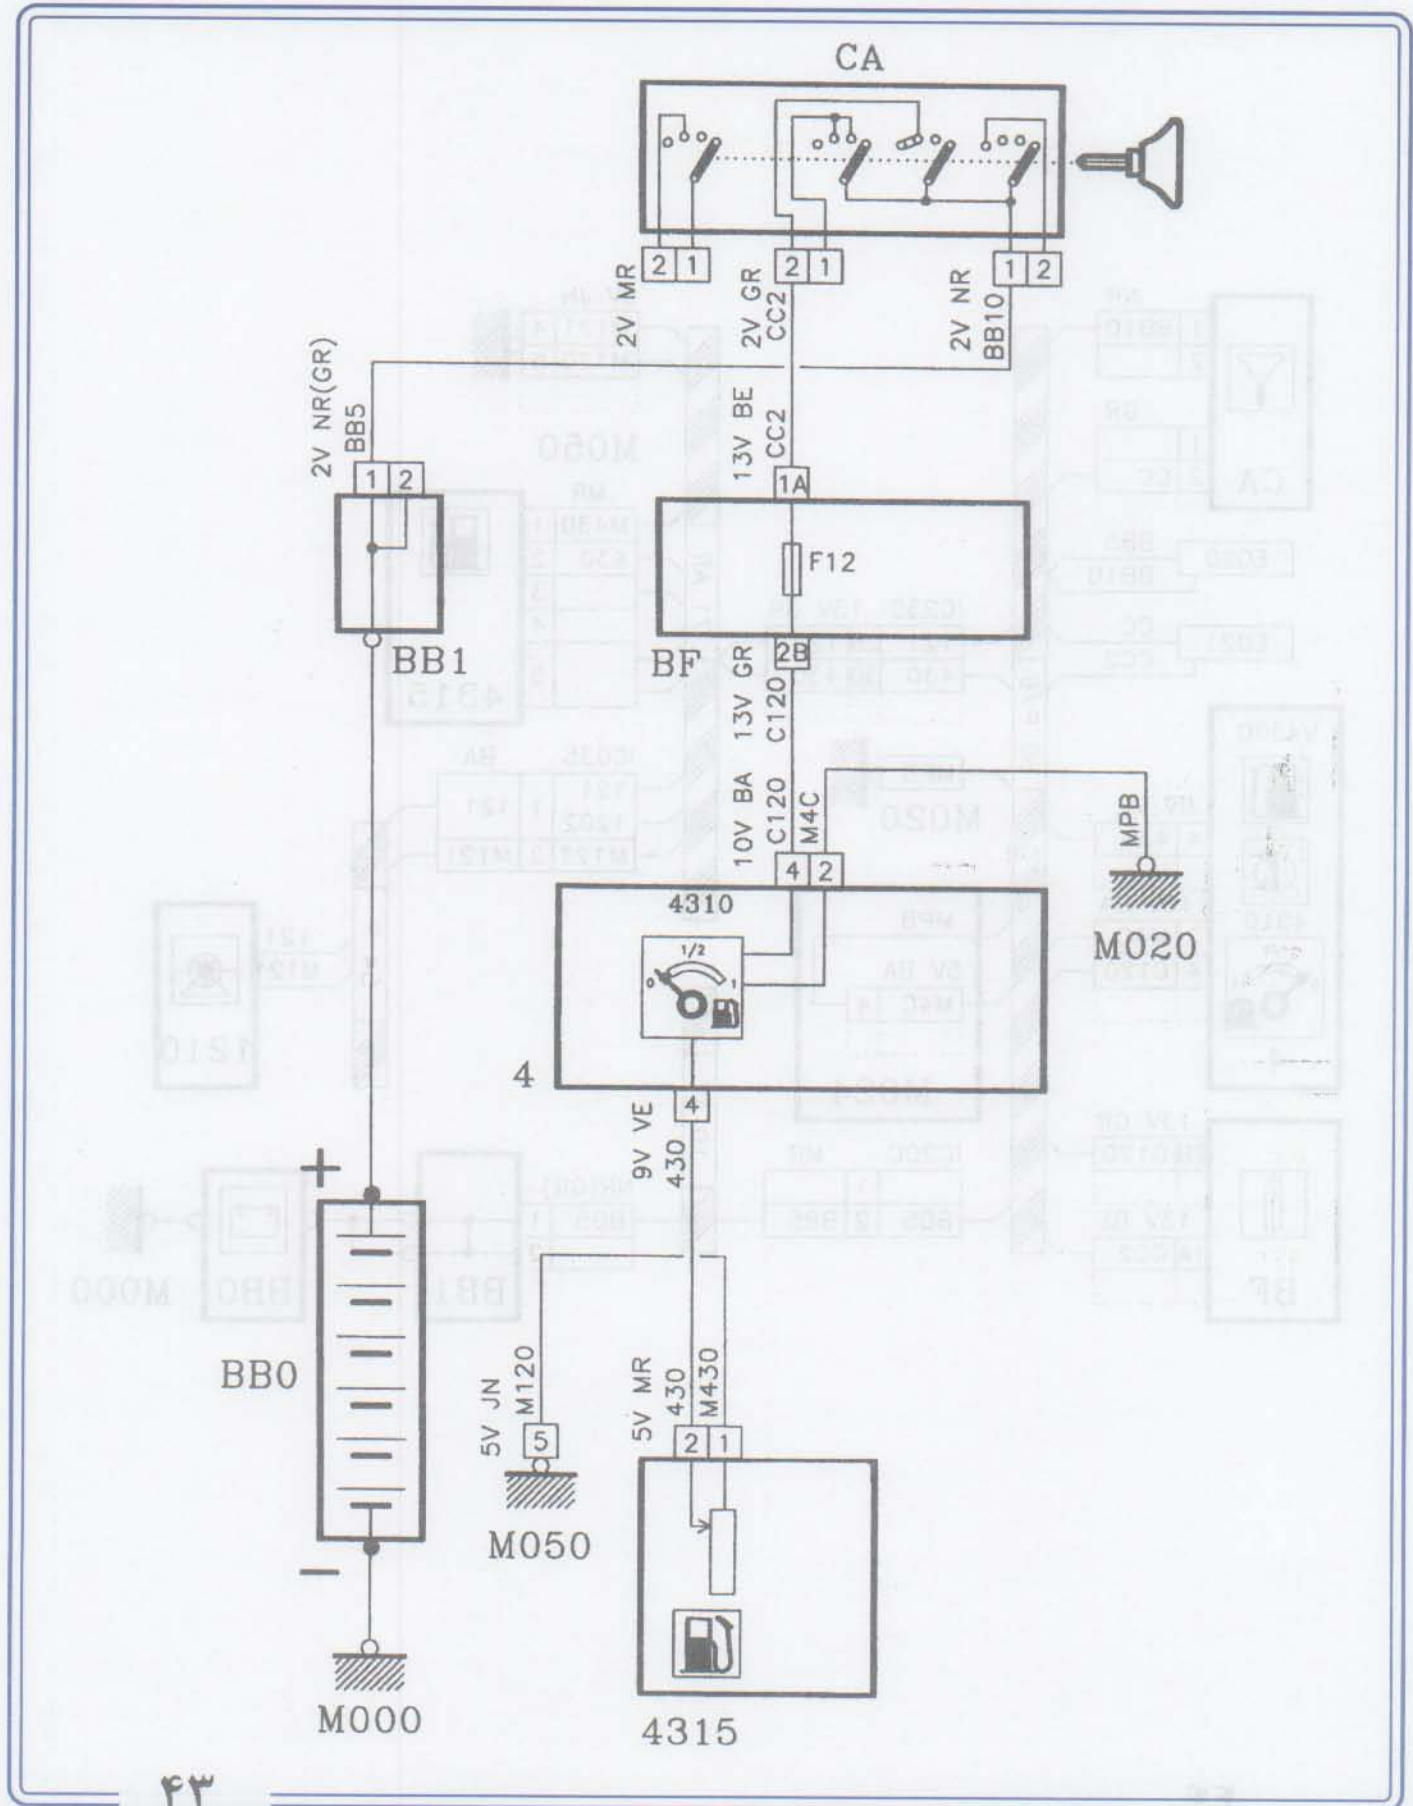 CA
2 1
2 1
1 2
2V MR
2V GR
CC2
2V NR
BB10
2V NR(GR)
BB5
13V BE
CC2
1 2
1A
F12
BB1
BF
2B
13V GR
C120
10V BA
C120
M4C
MPB
4 2
4310
1/2
0
1
M020
4
4
9V VE
430
+
BB0
5V JN
M120
5V MR
430
M430
5
2 1
M050
−
M000
4315
۴۳